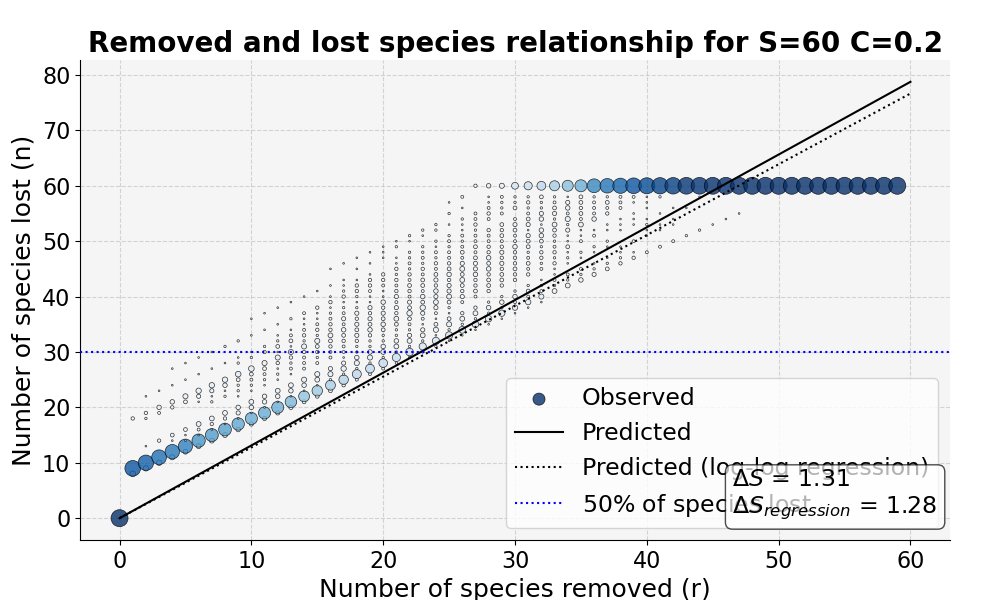 Removed and lost species relationship for S=60 C=0.2
Number of species lost (n)
80
70
60
50
40
30
20
10
0
Observed
Predicted
Predicted (log-log regression)
50% of species lost
ΔS = 1.31
ΔS_regression = 1.28
0 10 20 30 40 50 60
Number of species removed (r)